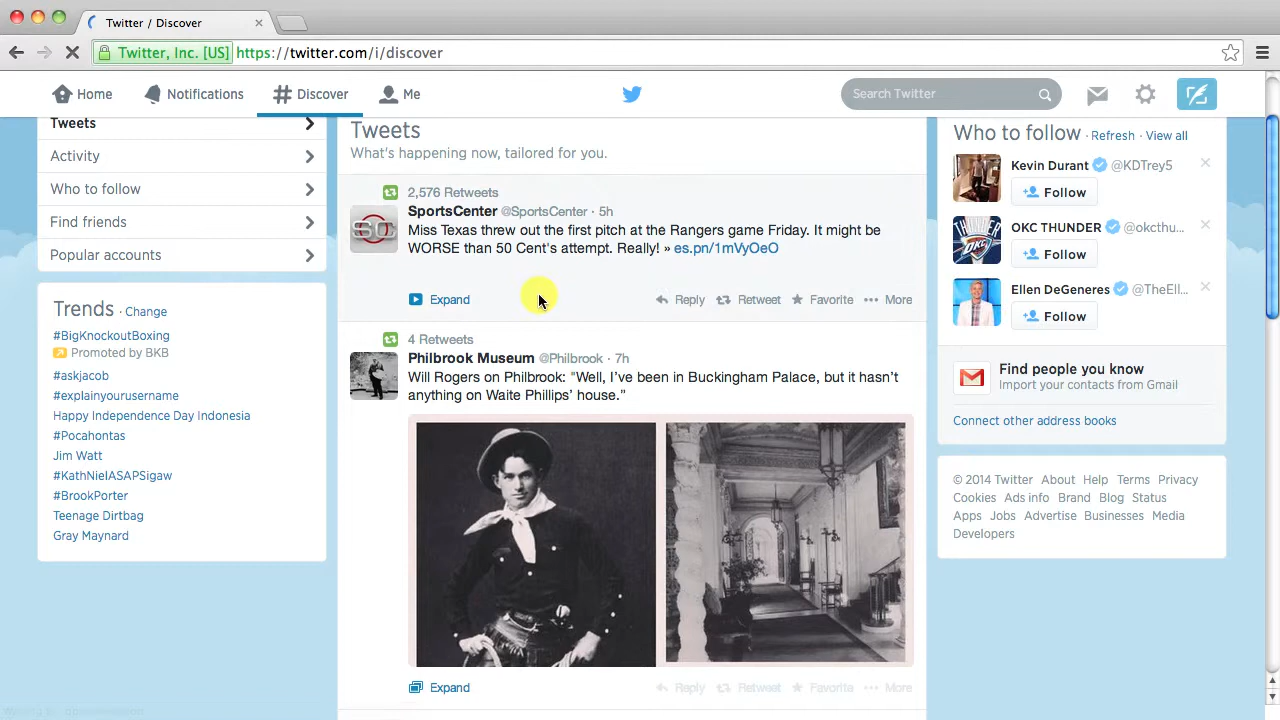 Twitter / Discover
Twitter, Inc. [US] https://twitter.com/i/discover
Home
Notifications
Discover
Me
Search Twitter
Tweets
Activity
Who to follow
Find friends
Popular accounts
Trends · Change
#BigKnockoutBoxing
Promoted by BKB
#askjacob
#explainyourusername
Happy Independence Day Indonesia
#Pocahontas
Jim Watt
#KathNielASAPSigaw
#BrookPorter
Teenage Dirtbag
Gray Maynard
Tweets
What's happening now, tailored for you.
2,576 Retweets
SportsCenter @SportsCenter · 5h
Miss Texas threw out the first pitch at the Rangers game Friday. It might be
WORSE than 50 Cent's attempt. Really! » es.pn/1mVyOeO
Expand
Reply Retweet Favorite More
4 Retweets
Philbrook Museum @Philbrook · 7h
Will Rogers on Philbrook: "Well, I've been in Buckingham Palace, but it hasn't
anything on Waite Phillips' house."
Expand
Reply Retweet Favorite More
Who to follow · Refresh · View all
Kevin Durant @KDTrey5
Follow
OKC THUNDER @okcthu...
Follow
Ellen DeGeneres @TheEll...
Follow
Find people you know
Import your contacts from Gmail
Connect other address books
© 2014 Twitter About Help Terms Privacy
Cookies Ads info Brand Blog Status
Apps Jobs Advertise Businesses Media
Developers